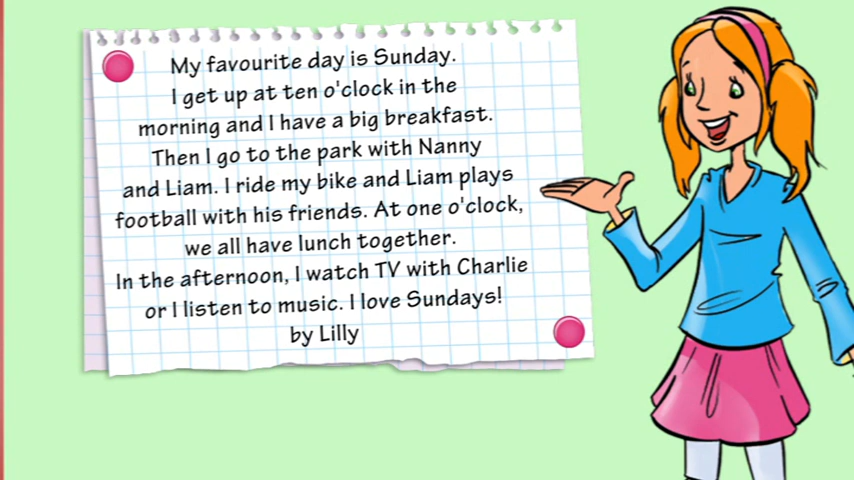 My favourite day is Sunday.
I get up at ten o'clock in the
morning and I have a big breakfast.
Then I go to the park with Nanny
and Liam. I ride my bike and Liam plays
football with his friends. At one o'clock,
we all have lunch together.
In the afternoon, I watch TV with Charlie
or I listen to music. I love Sundays!
by Lilly